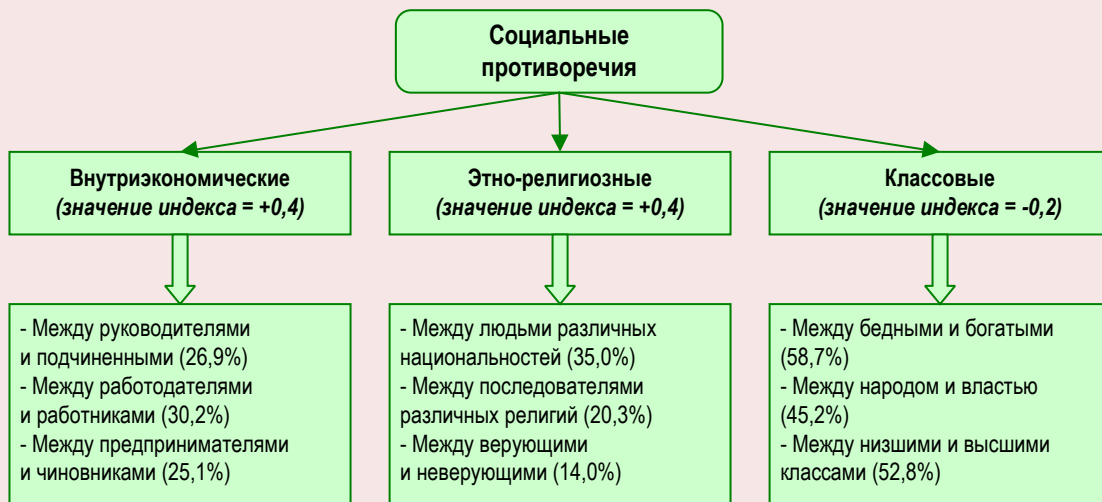 Социальные
противоречия
Внутриэкономические
(значение индекса = +0,4)
Этно-религиозные
(значение индекса = +0,4)
Классовые
(значение индекса = -0,2)
- Между руководителями
и подчиненными (26,9%)
- Между работодателями
и работниками (30,2%)
- Между предпринимателями
и чиновниками (25,1%)
- Между людьми различных
национальностей (35,0%)
- Между последователями
различных религий (20,3%)
- Между верующими
и неверующими (14,0%)
- Между бедными и богатыми
(58,7%)
- Между народом и властью
(45,2%)
- Между низшими и высшими
классами (52,8%)